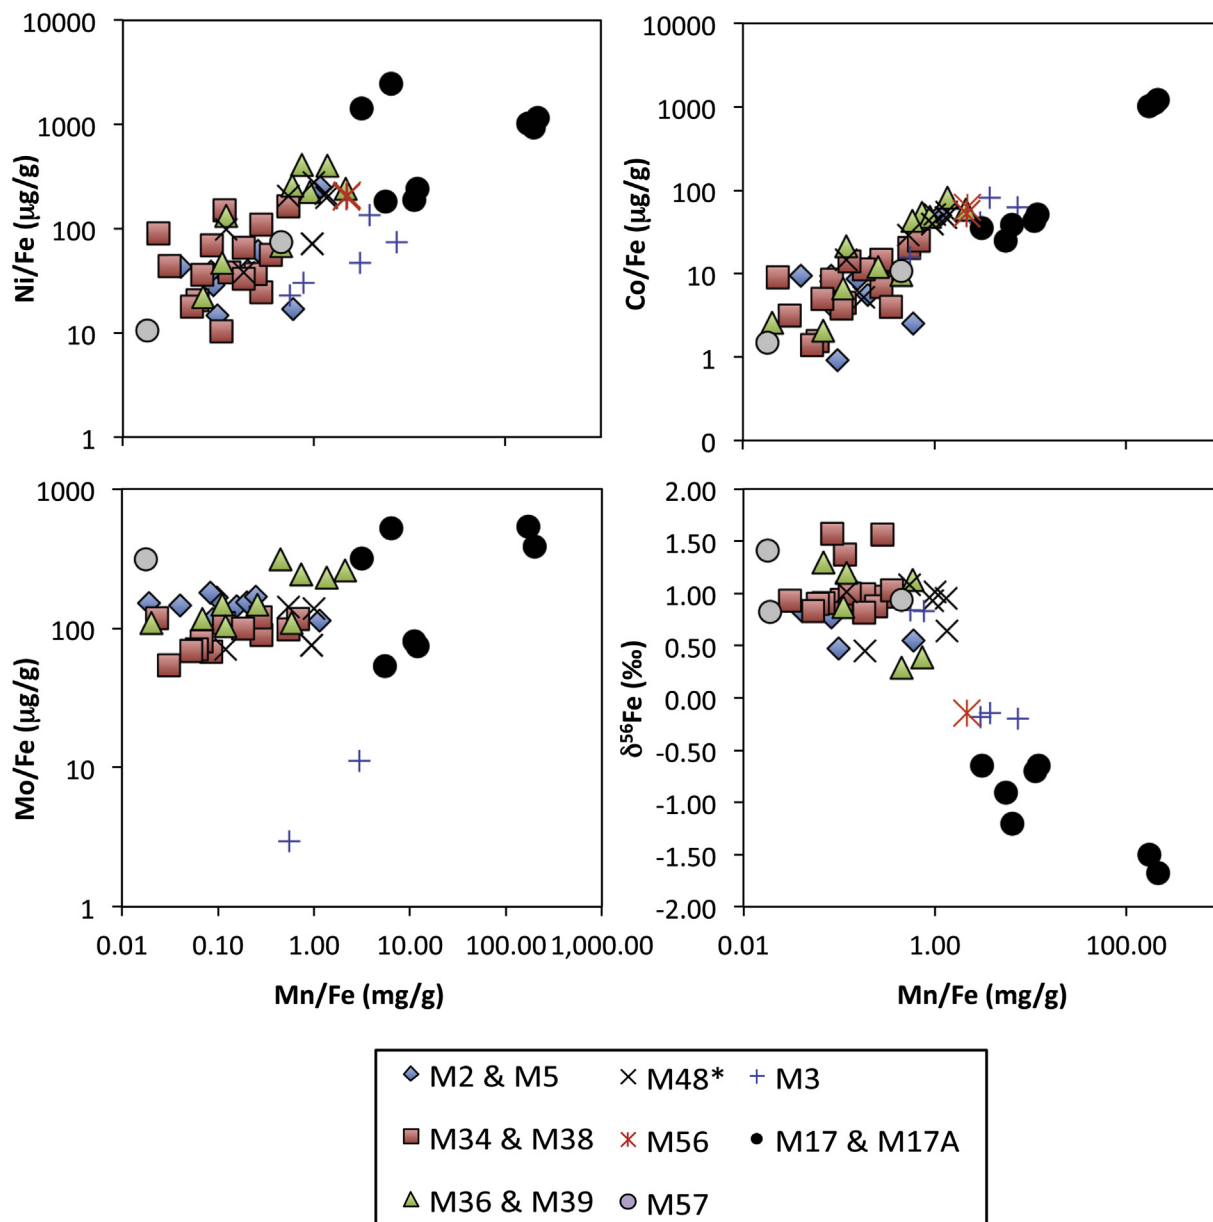 10000
1000
100
10
1
Ni/Fe (µg/g)
10000
1000
100
10
1
0
Co/Fe (µg/g)
1000
100
10
1
0.01 0.10 1.00 10.00 100.00 1,000.00
Mo/Fe (µg/g)
Mn/Fe (mg/g)
2.00
1.50
1.00
0.50
0.00
-0.50
-1.00
-1.50
-2.00
0.01 1.00 100.00
δ⁵⁶Fe (‰)
Mn/Fe (mg/g)
M2 & M5 M48* M3
M34 & M38 M56 M17 & M17A
M36 & M39 M57